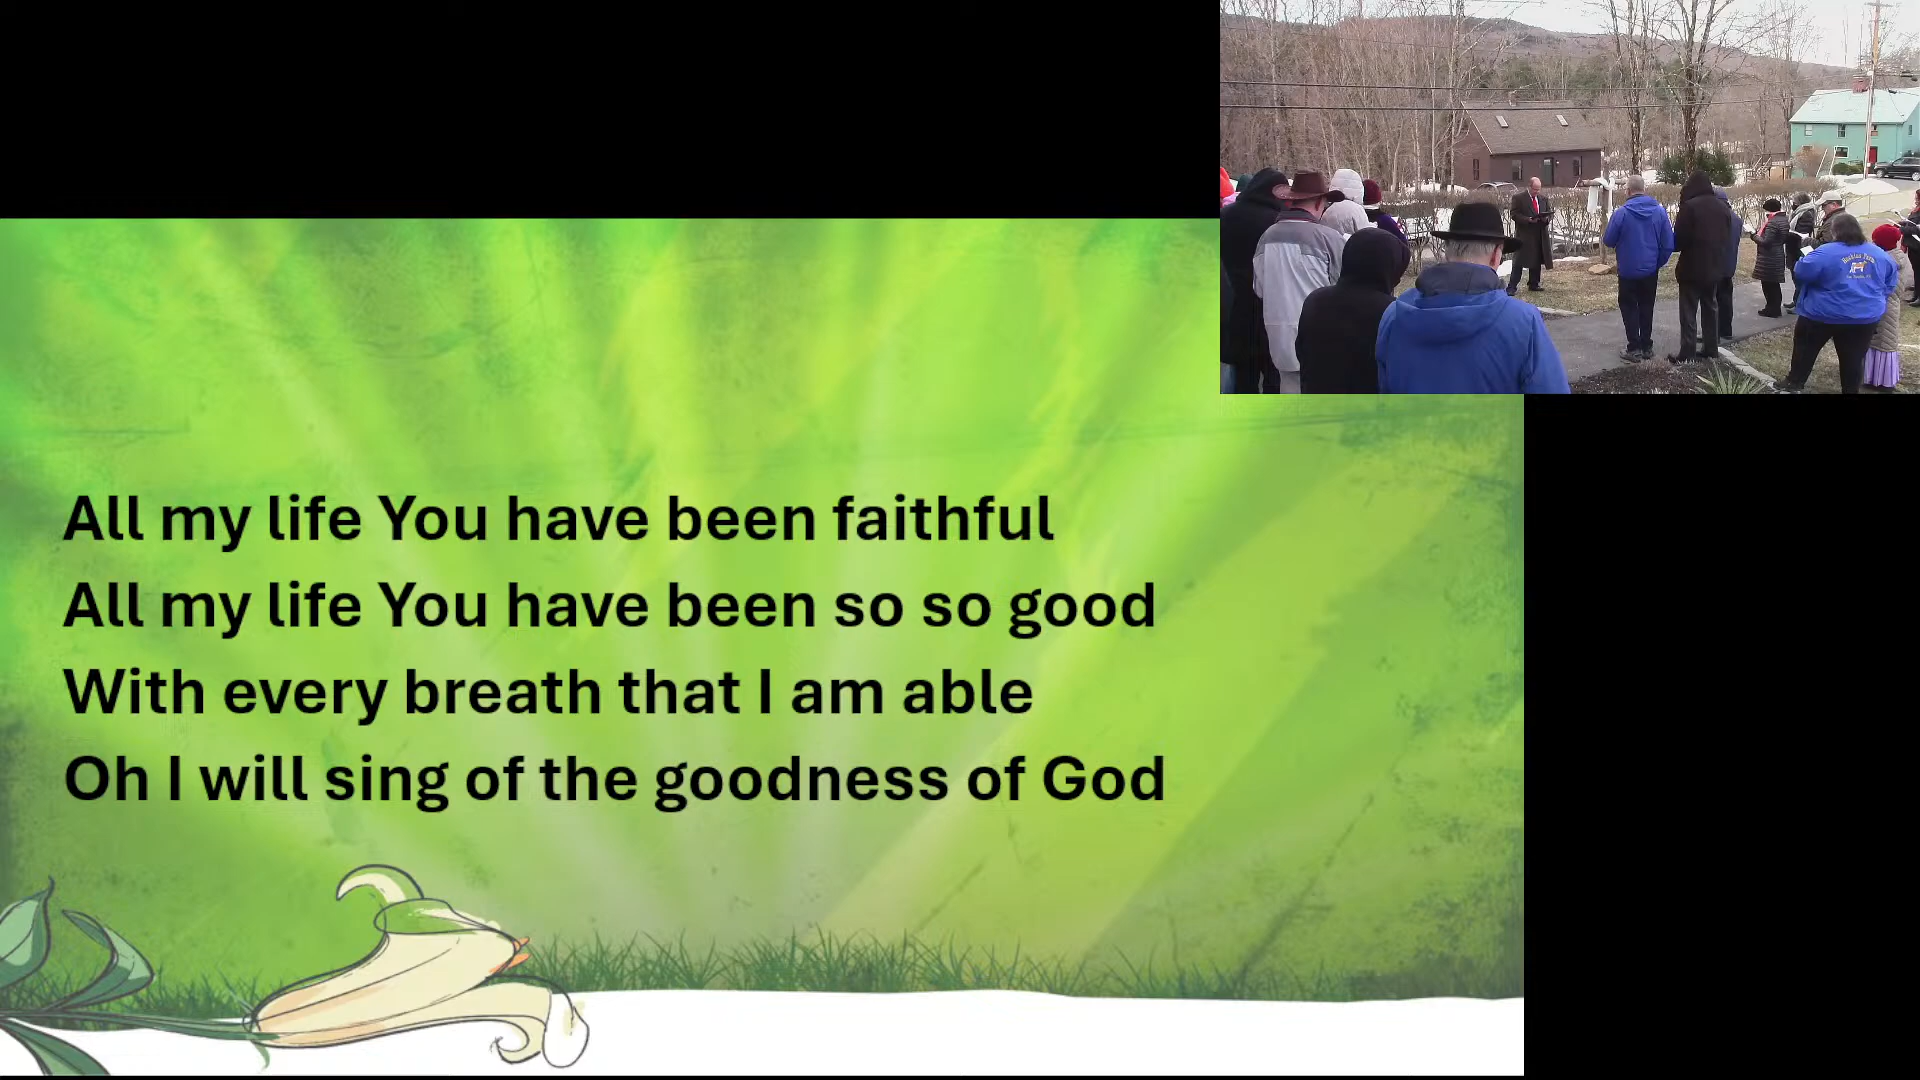 All my life You have been faithful
All my life You have been so so good
With every breath that I am able
Oh I will sing of the goodness of God